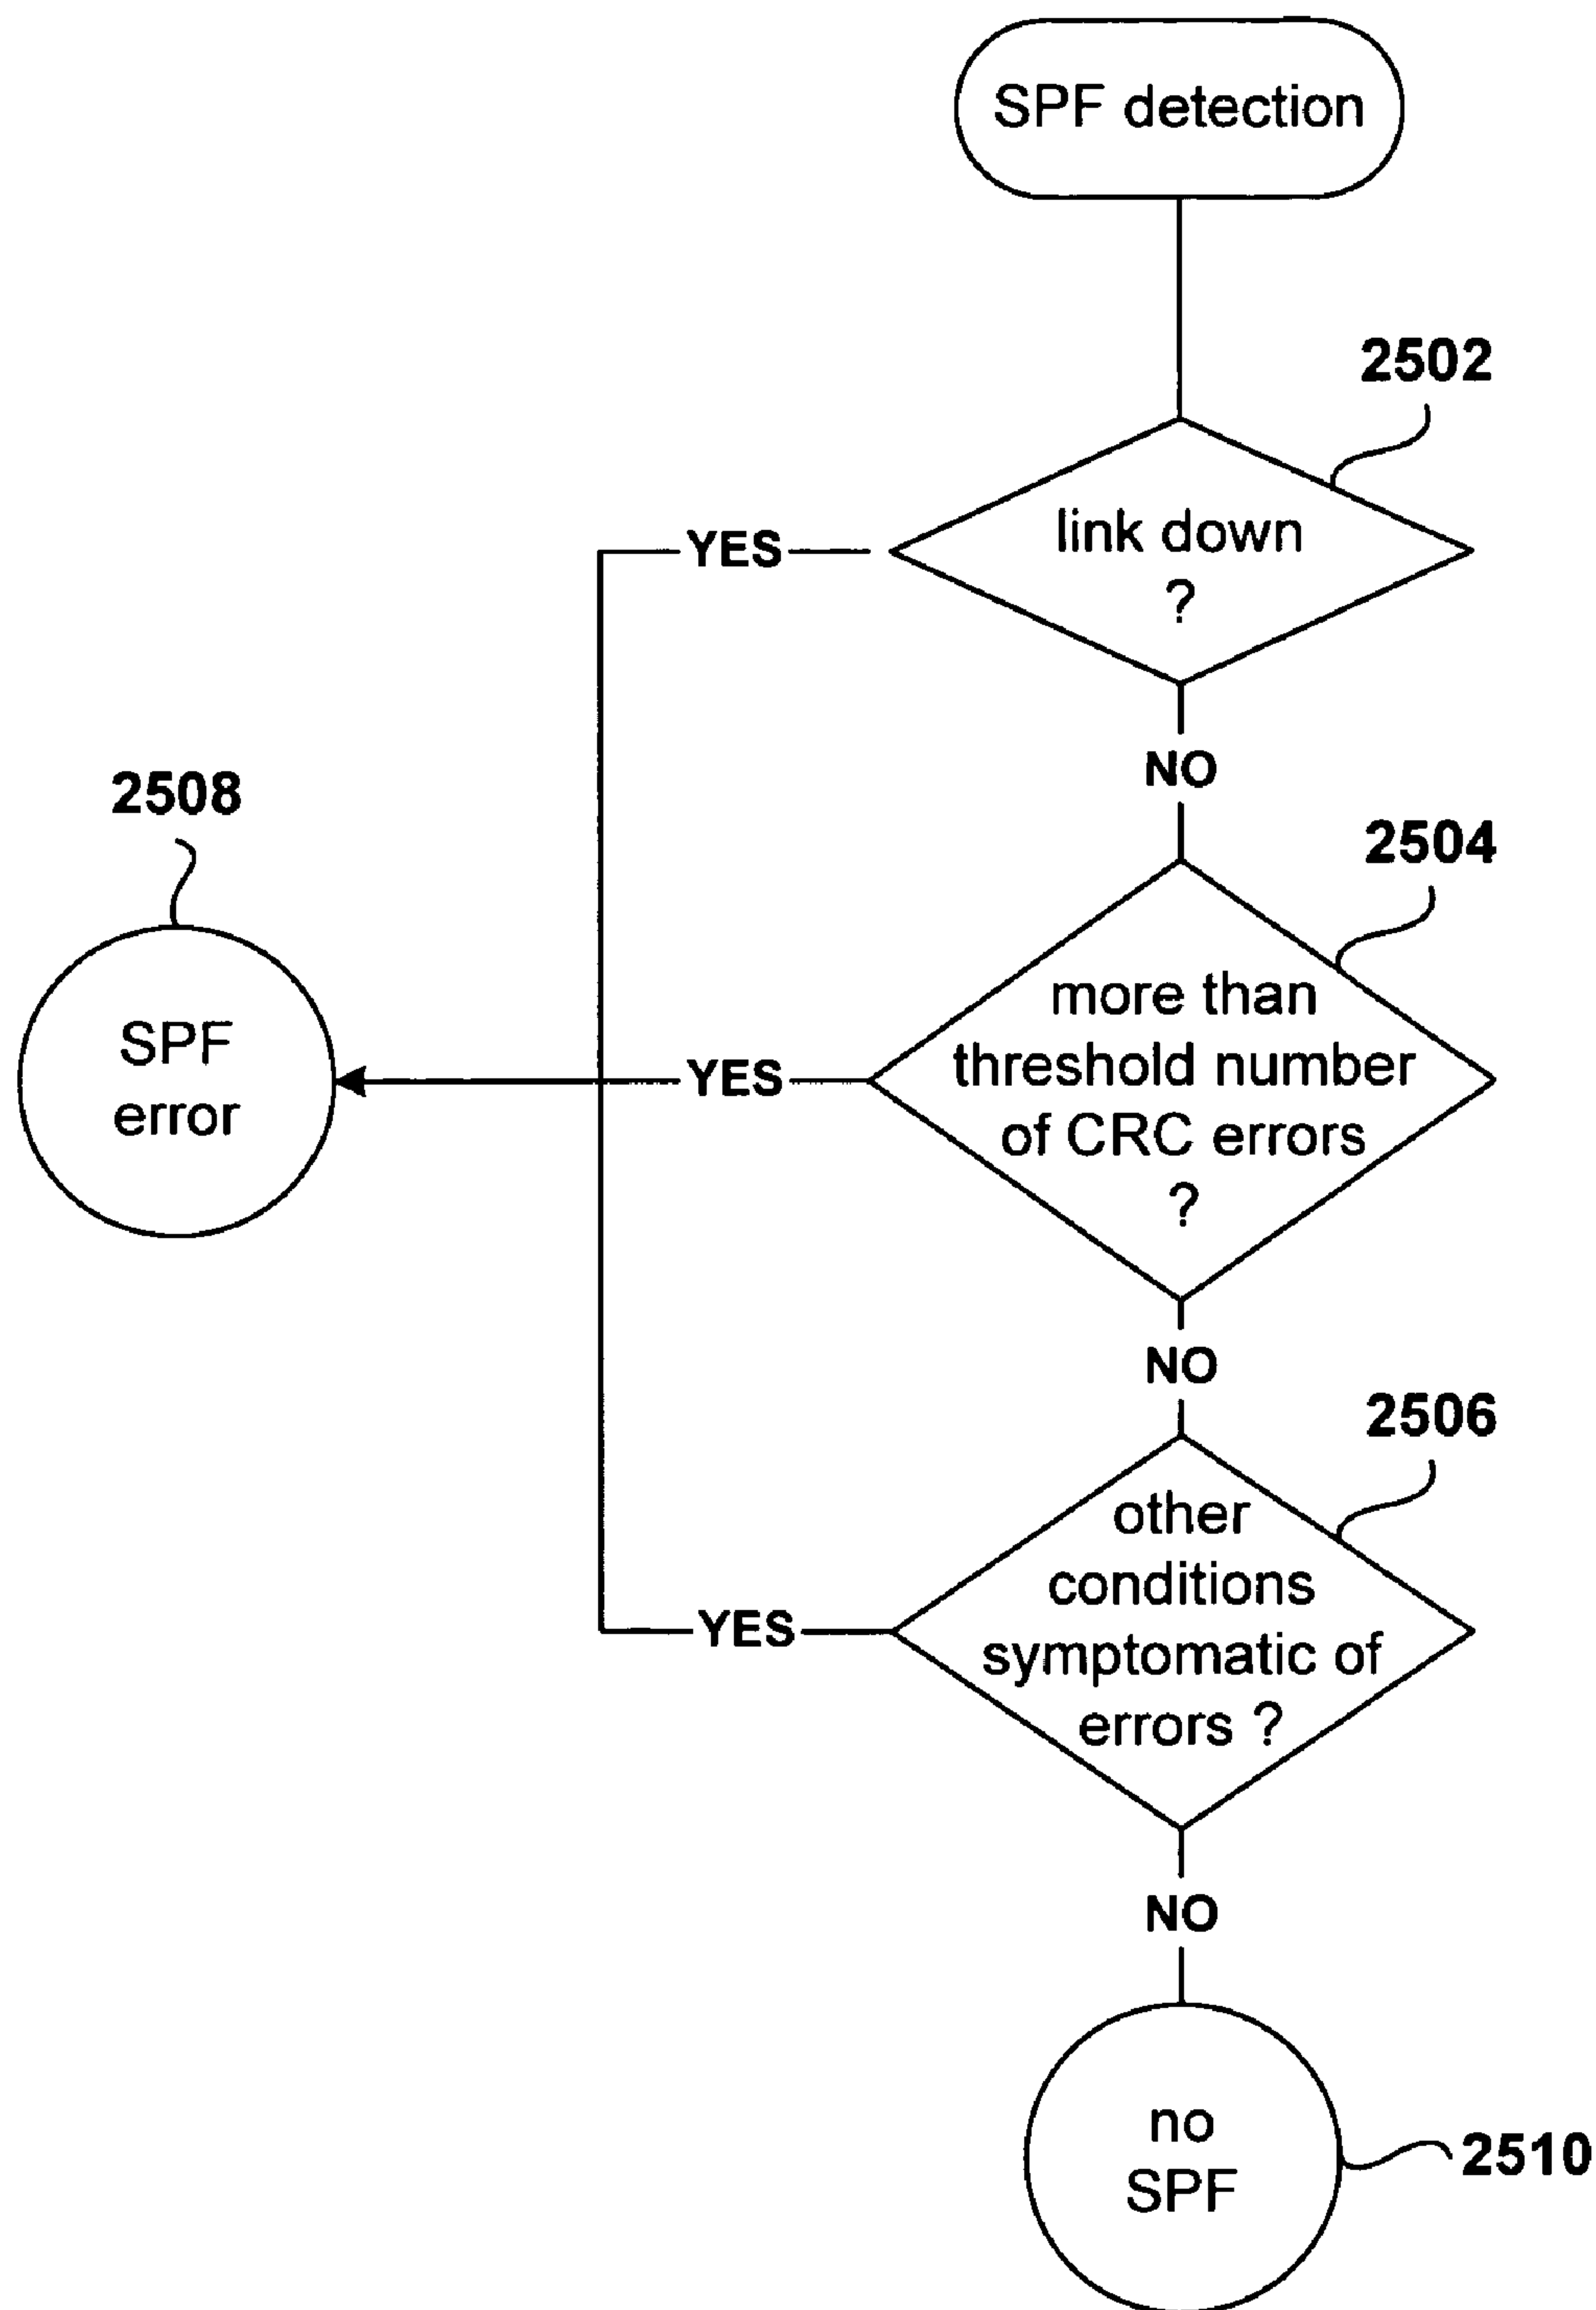 SPF detection
2502
link down
?
YES
NO
2508
2504
SPF
error
YES
more than
threshold number
of CRC errors
?
NO
2506
other
conditions
symptomatic of
errors ?
YES
NO
no
SPF
2510